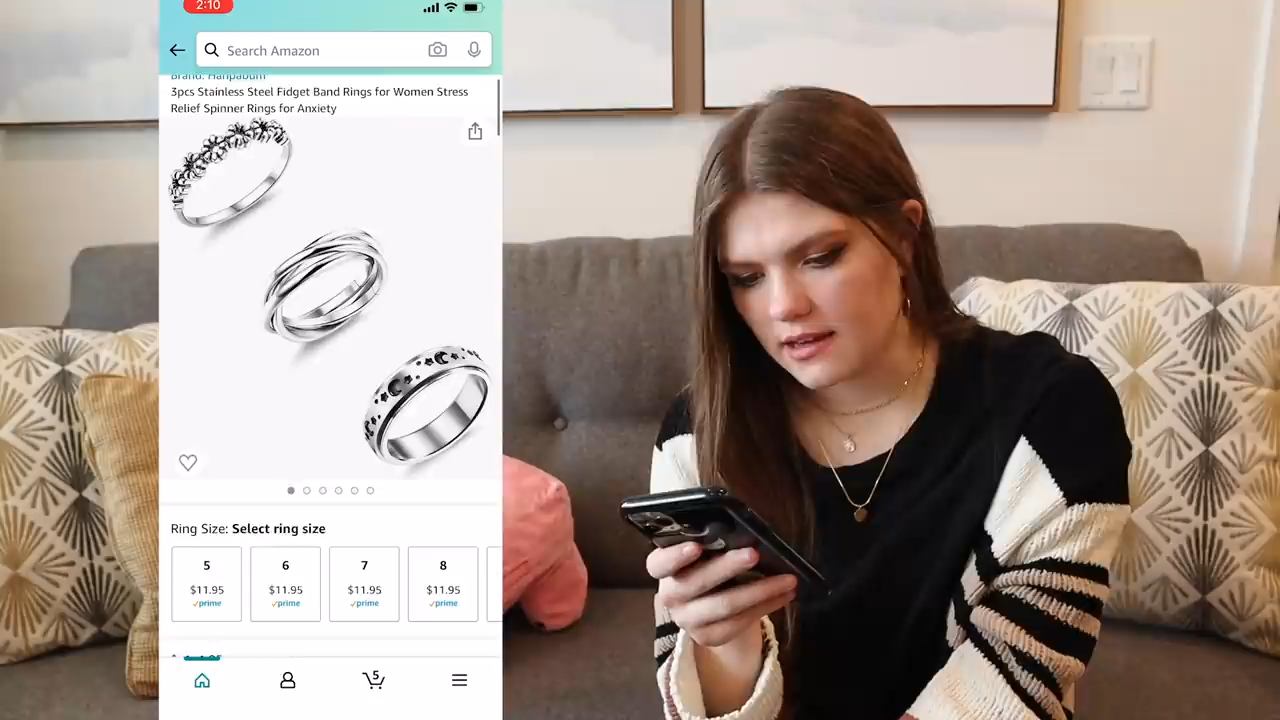 2:10
Search Amazon
3pcs Stainless Steel Fidget Band Rings for Women Stress
Relief Spinner Rings for Anxiety
Ring Size: Select ring size
5 6 7 8
$11.95 $11.95 $11.95 $11.95
prime prime prime prime
5